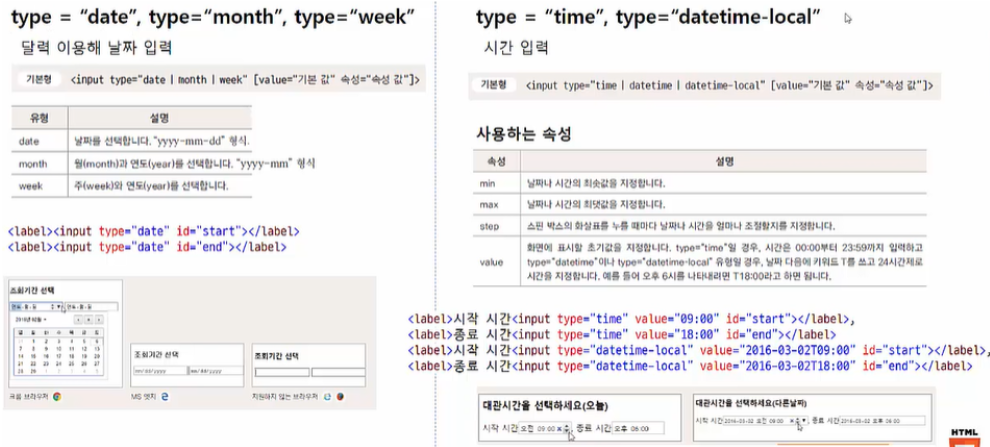 type = “date”, type=“month”, type=“week”
달력 이용해 날짜 입력
기본형 <input type="date | month | week" [value="기본 값" 속성="속성 값"]>
유형 설명
date 날짜를 선택합니다. "yyyy-mm-dd" 형식.
month 월(month)과 연도(year)를 선택합니다. "yyyy-mm" 형식
week 주(week)와 연도(year)를 선택합니다.
<label><input type="date" id="start"></label>
<label><input type="date" id="end"></label>
조회기간 선택
조회기간 선택
조회기간 선택
크롬 브라우저
MS 엣지
지원하지 않는 브라우저
type = “time”, type=“datetime-local”
시간 입력
기본형 <input type="time | datetime | datetime-local" [value="기본 값" 속성="속성 값"]>
사용하는 속성
속성 설명
min 날짜나 시간의 최솟값을 지정합니다.
max 날짜나 시간의 최댓값을 지정합니다.
step 스핀 박스의 화살표를 누를 때마다 날짜나 시간을 얼마나 조정할지를 지정합니다.
value 화면에 표시할 초기값을 지정합니다. type="time"일 경우, 시간은 00:00부터 23:59까지 입력하고
type="datetime"이나 type="datetime-local" 유형일 경우, 날짜 다음에 키워드 T를 쓰고 24시간제로
시간을 지정합니다. 예를 들어 오후 6시를 나타내려면 T18:00라고 하면 됩니다.
<label>시작 시간<input type="time" value="09:00" id="start"></label>,
<label>종료 시간<input type="time" value="18:00" id="end"></label>
<label>시작 시간<input type="datetime-local" value="2016-03-02T09:00" id="start"></label>,
<label>종료 시간<input type="datetime-local" value="2016-03-02T18:00" id="end"></label>
대관시간을 선택하세요(오늘)
시작 시간 오전 09:00 , 종료 시간 오후 06:00
대관시간을 선택하세요(다른날짜)
시작 시간 2016-03-02 오전 09:00 , 종료 시간 2016-03-02 오후 06:00
HTML